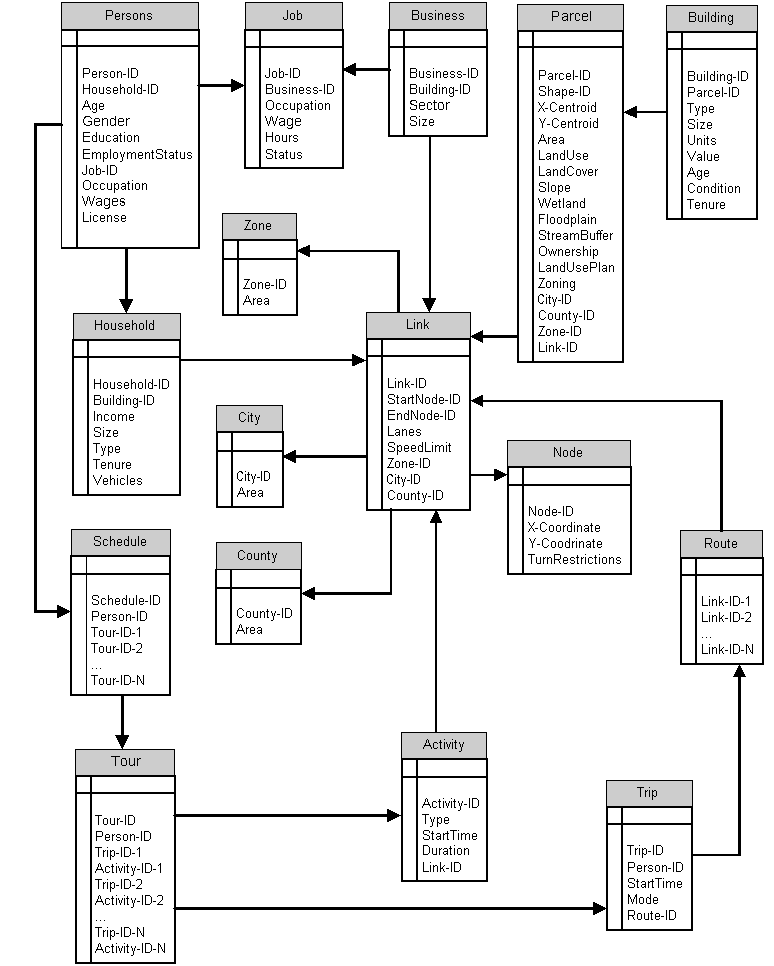 Persons
Person-ID
Household-ID
Age
Gender
Education
EmploymentStatus
Job-ID
Occupation
Wages
License
Job
Job-ID
Business-ID
Occupation
Wage
Hours
Status
Business
Business-ID
Building-ID
Sector
Size
Parcel
Parcel-ID
Shape-ID
X-Centroid
Y-Centroid
Area
LandUse
LandCover
Slope
Wetland
Floodplain
StreamBuffer
Ownership
LandUsePlan
Zoning
City-ID
County-ID
Zone-ID
Link-ID
Building
Building-ID
Parcel-ID
Type
Size
Units
Value
Age
Condition
Tenure
Zone
Zone-ID
Area
Household
Household-ID
Building-ID
Income
Size
Type
Tenure
Vehicles
Link
Link-ID
StartNode-ID
EndNode-ID
Lanes
SpeedLimit
Zone-ID
City-ID
County-ID
City
City-ID
Area
Node
Node-ID
X-Coordinate
Y-Coodrinate
TurnRestrictions
Schedule
Schedule-ID
Person-ID
Tour-ID-1
Tour-ID-2
...
Tour-ID-N
County
County-ID
Area
Route
Link-ID-1
Link-ID-2
...
Link-ID-N
Tour
Tour-ID
Person-ID
Trip-ID-1
Activity-ID-1
Trip-ID-2
Activity-ID-2
...
Trip-ID-N
Activity-ID-N
Activity
Activity-ID
Type
StartTime
Duration
Link-ID
Trip
Trip-ID
Person-ID
StartTime
Mode
Route-ID